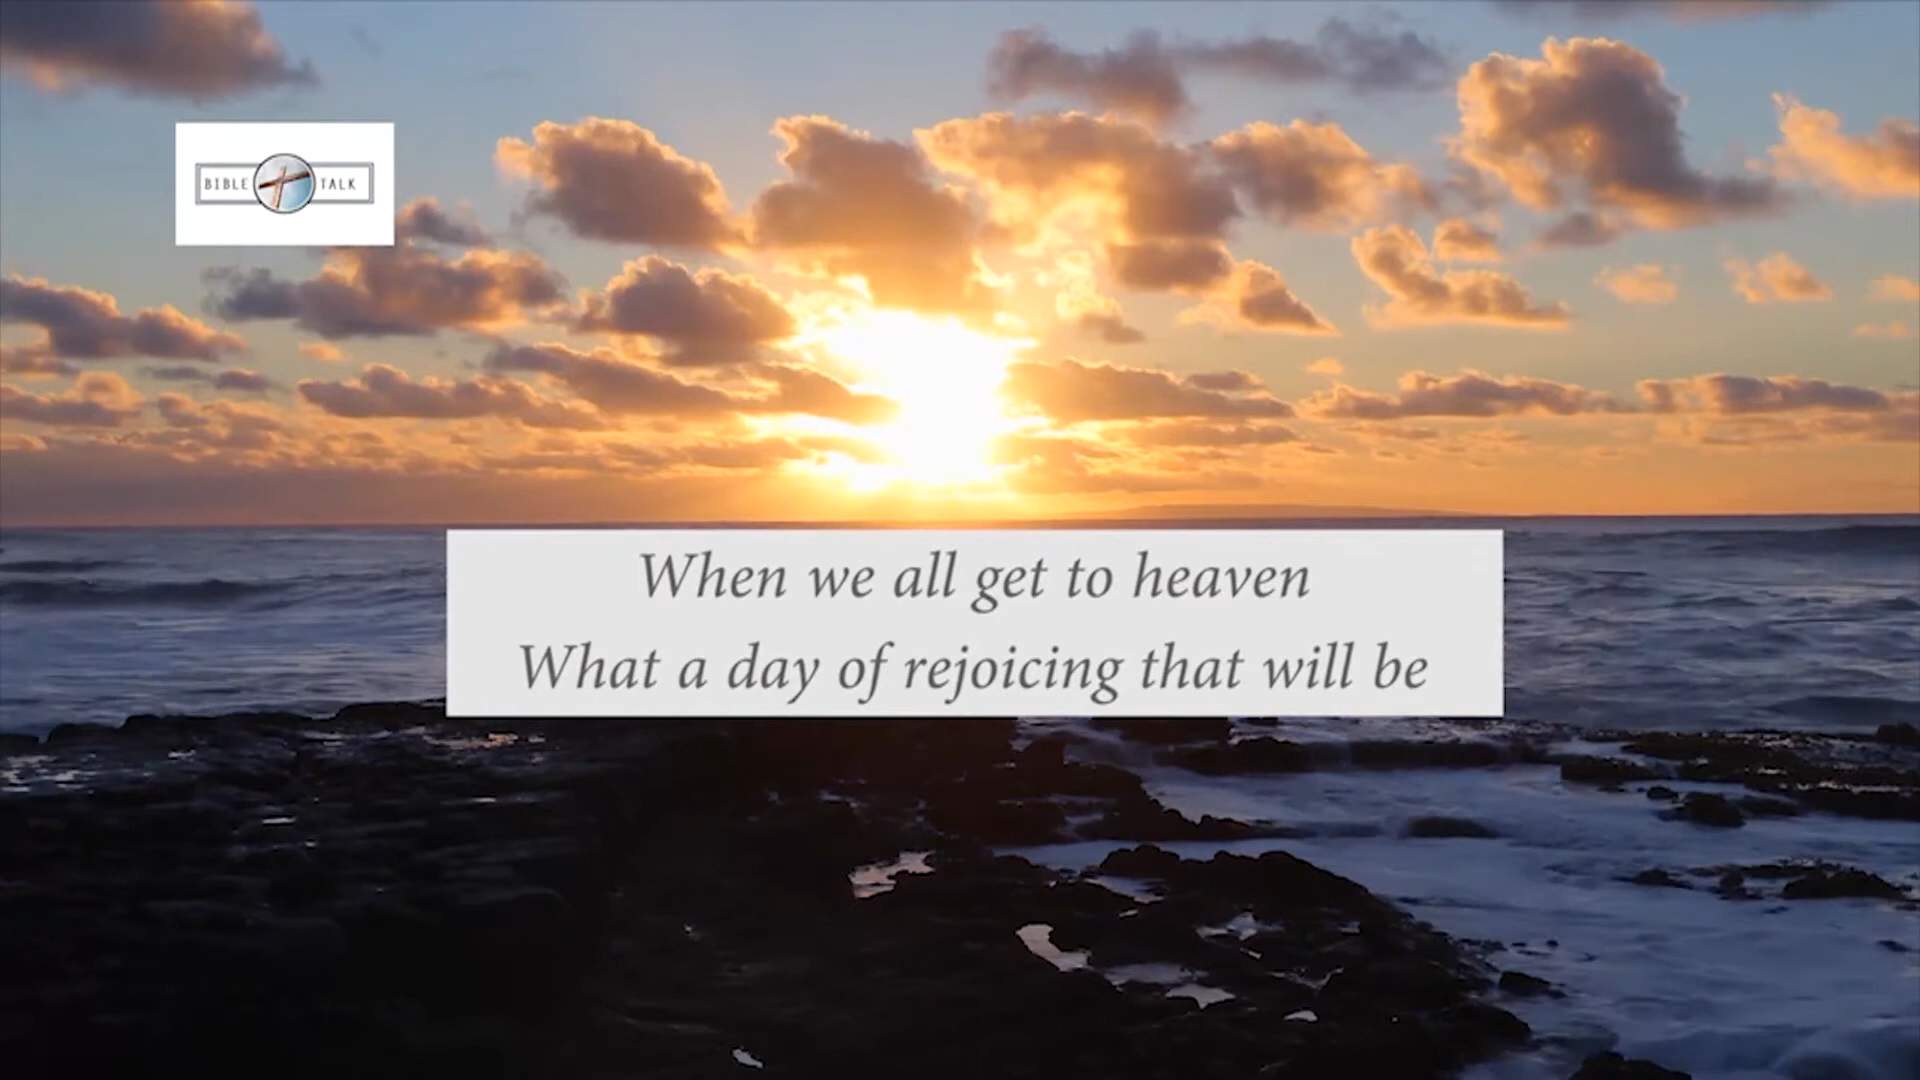 BIBLE TALK
When we all get to heaven
What a day of rejoicing that will be